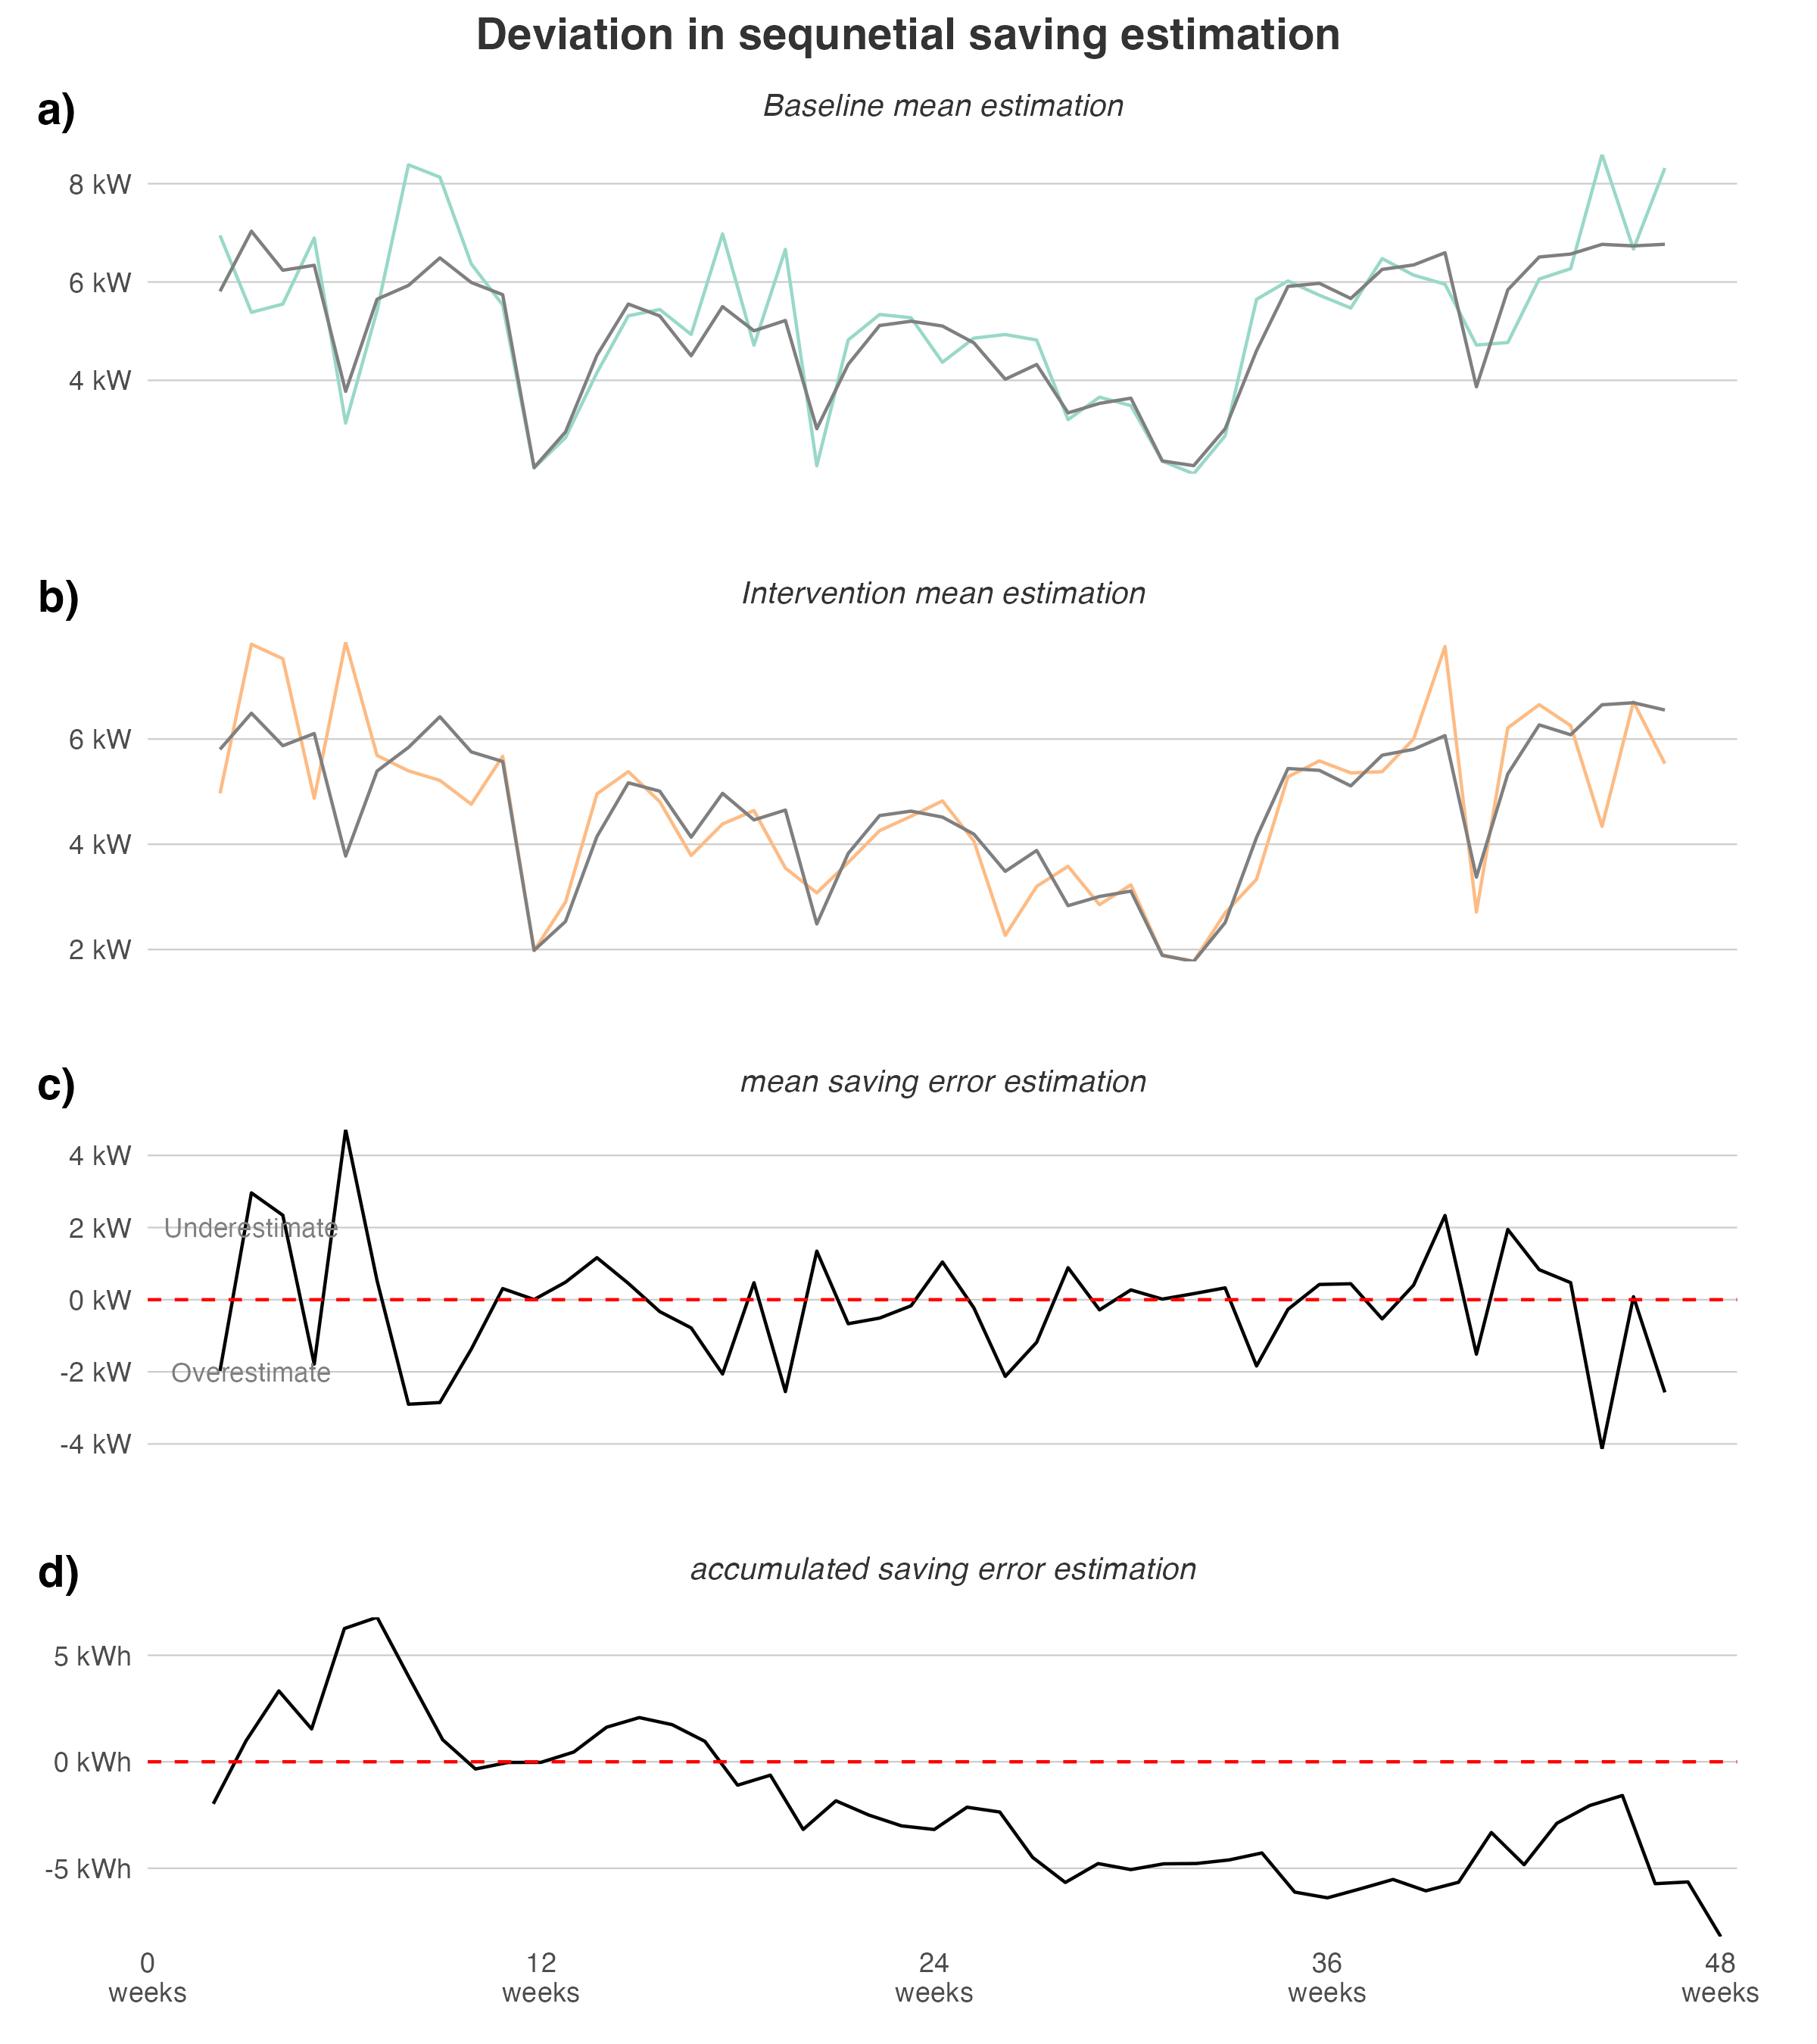 Deviation in sequnetial saving estimation
a)
Baseline mean estimation
8 kW
6 kW
4 kW
b)
Intervention mean estimation
6 kW
4 kW
2 kW
c)
mean saving error estimation
4 kW
2 kW
Underestimate
0 kW
-2 kW
Overestimate
-4 kW
d)
accumulated saving error estimation
5 kWh
0 kWh
-5 kWh
0 12 24 36 48
weeks weeks weeks weeks weeks